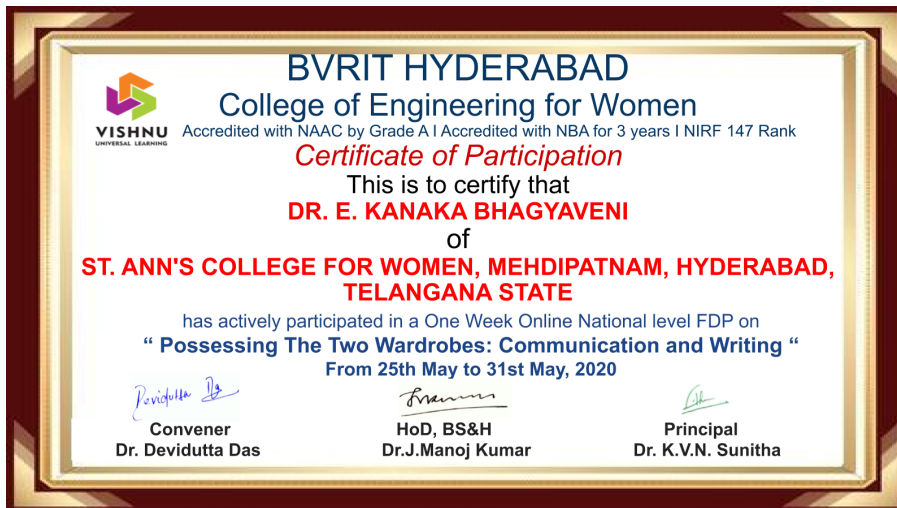 BVRIT HYDERABAD
College of Engineering for Women
VISHNU
UNIVERSAL LEARNING
Accredited with NAAC by Grade A I Accredited with NBA for 3 years I NIRF 147 Rank
Certificate of Participation
This is to certify that
DR. E. KANAKA BHAGYAVENI
of
ST. ANN'S COLLEGE FOR WOMEN, MEHDIPATNAM, HYDERABAD,
TELANGANA STATE
has actively participated in a One Week Online National level FDP on
“ Possessing The Two Wardrobes: Communication and Writing “
From 25th May to 31st May, 2020
Devidutta Das
Convener HoD, BS&H Principal
Dr. Devidutta Das Dr.J.Manoj Kumar Dr. K.V.N. Sunitha